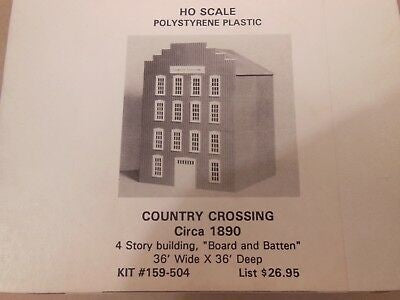 HO SCALE
POLYSTYRENE PLASTIC
COUNTRY CROSSING
Circa 1890
4 Story building, "Board and Batten"
36' Wide X 36' Deep
KIT #159-504 List $26.95